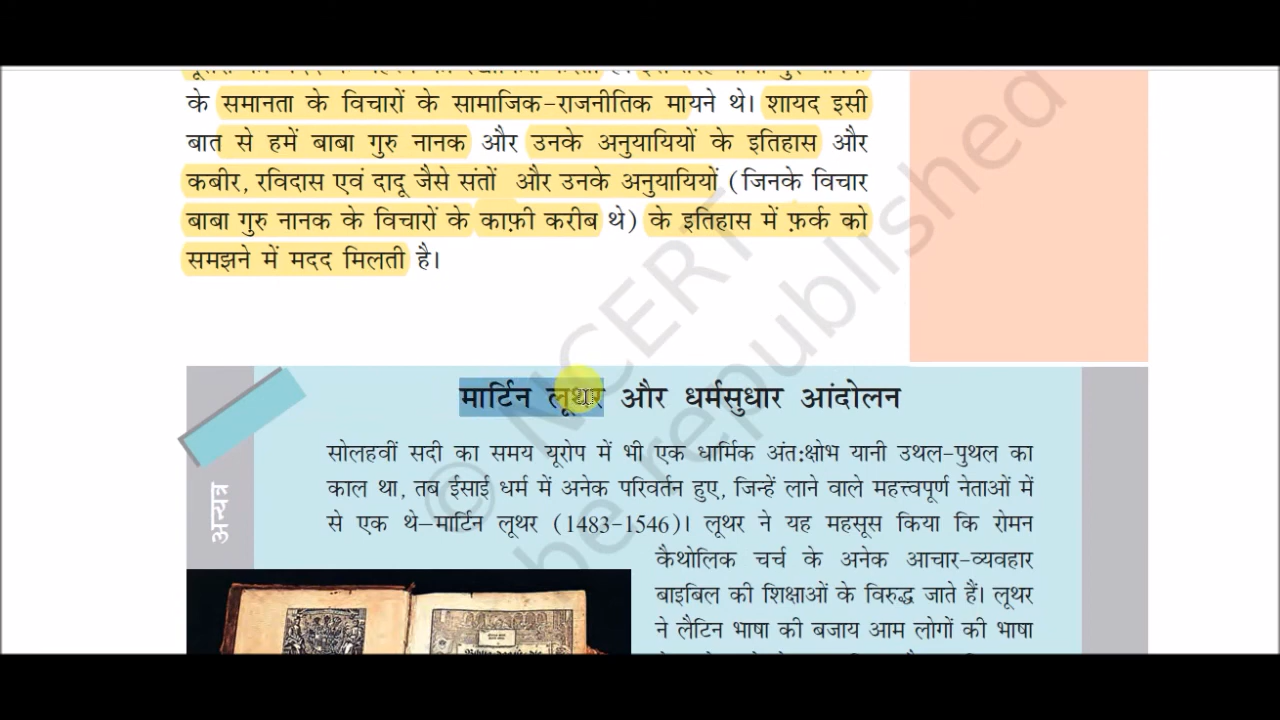 के समानता के विचारों के सामाजिक-राजनीतिक मायने थे। शायद इसी
बात से हमें बाबा गुरु नानक और उनके अनुयायियों के इतिहास और
कबीर, रविदास एवं दादू जैसे संतों और उनके अनुयायियों (जिनके विचार
बाबा गुरु नानक के विचारों के काफ़ी करीब थे) के इतिहास में फ़र्क को
समझने में मदद मिलती है।
मार्टिन लूथर और धर्मसुधार आंदोलन
अन्यत्र
सोलहवीं सदी का समय यूरोप में भी एक धार्मिक अंत:क्षोभ यानी उथल-पुथल का
काल था, तब ईसाई धर्म में अनेक परिवर्तन हुए, जिन्हें लाने वाले महत्त्वपूर्ण नेताओं में
से एक थे–मार्टिन लूथर (1483-1546)। लूथर ने यह महसूस किया कि रोमन
कैथोलिक चर्च के अनेक आचार-व्यवहार
बाइबिल की शिक्षाओं के विरुद्ध जाते हैं। लूथर
ने लैटिन भाषा की बजाय आम लोगों की भाषा
© NCERT
be republished